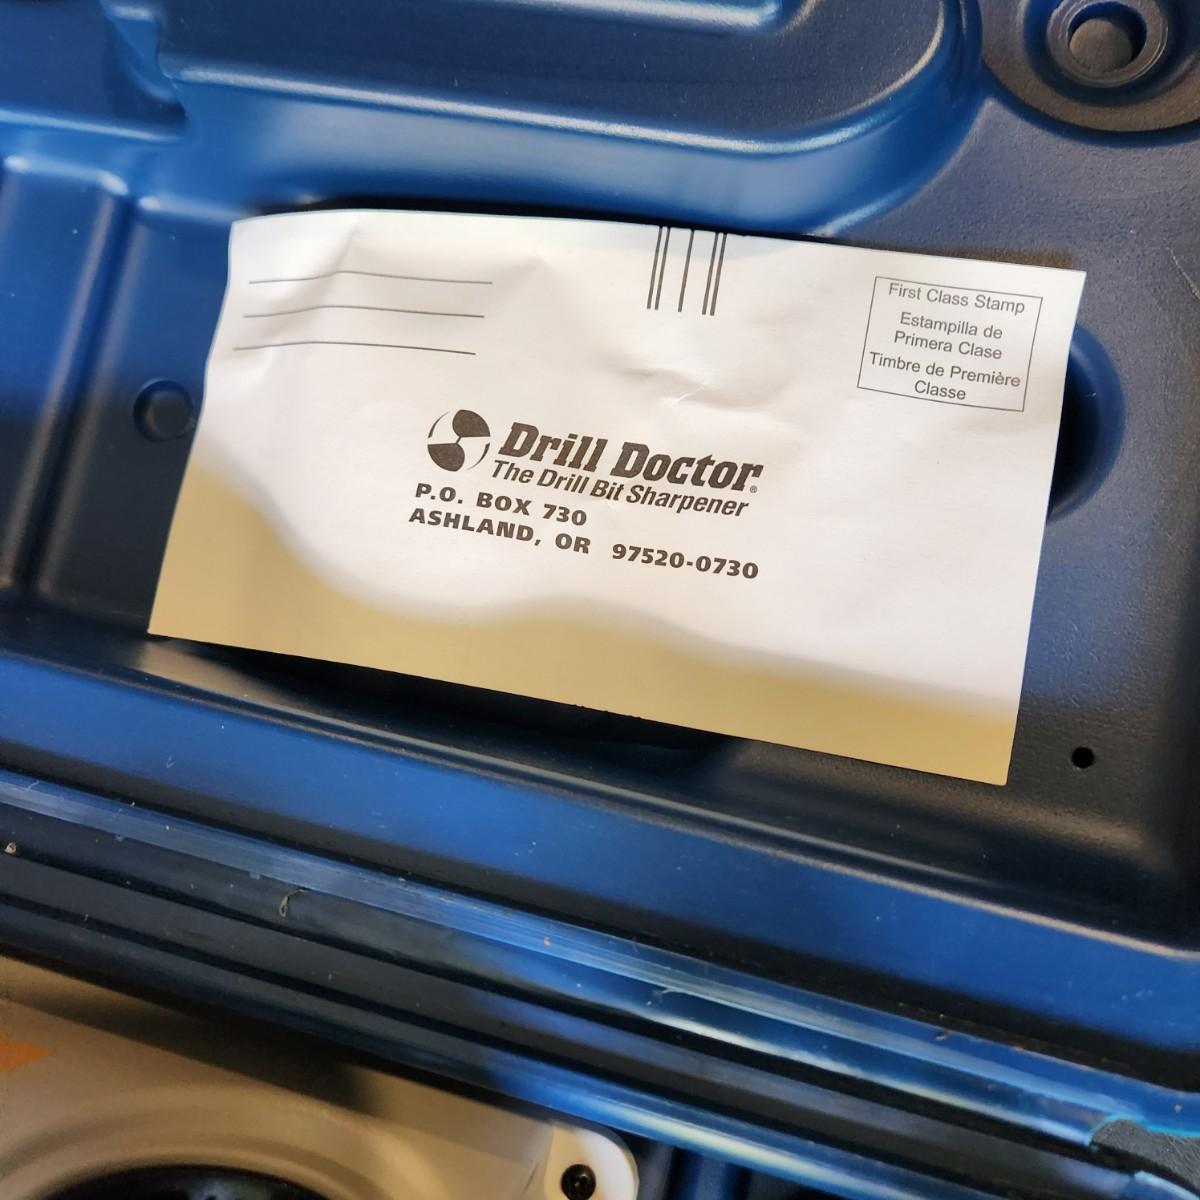 First Class Stamp
Estampilla de
Primera Clase
Timbre de Première
Classe
Drill Doctor®
The Drill Bit Sharpener
P.O. BOX 730
ASHLAND, OR 97520-0730